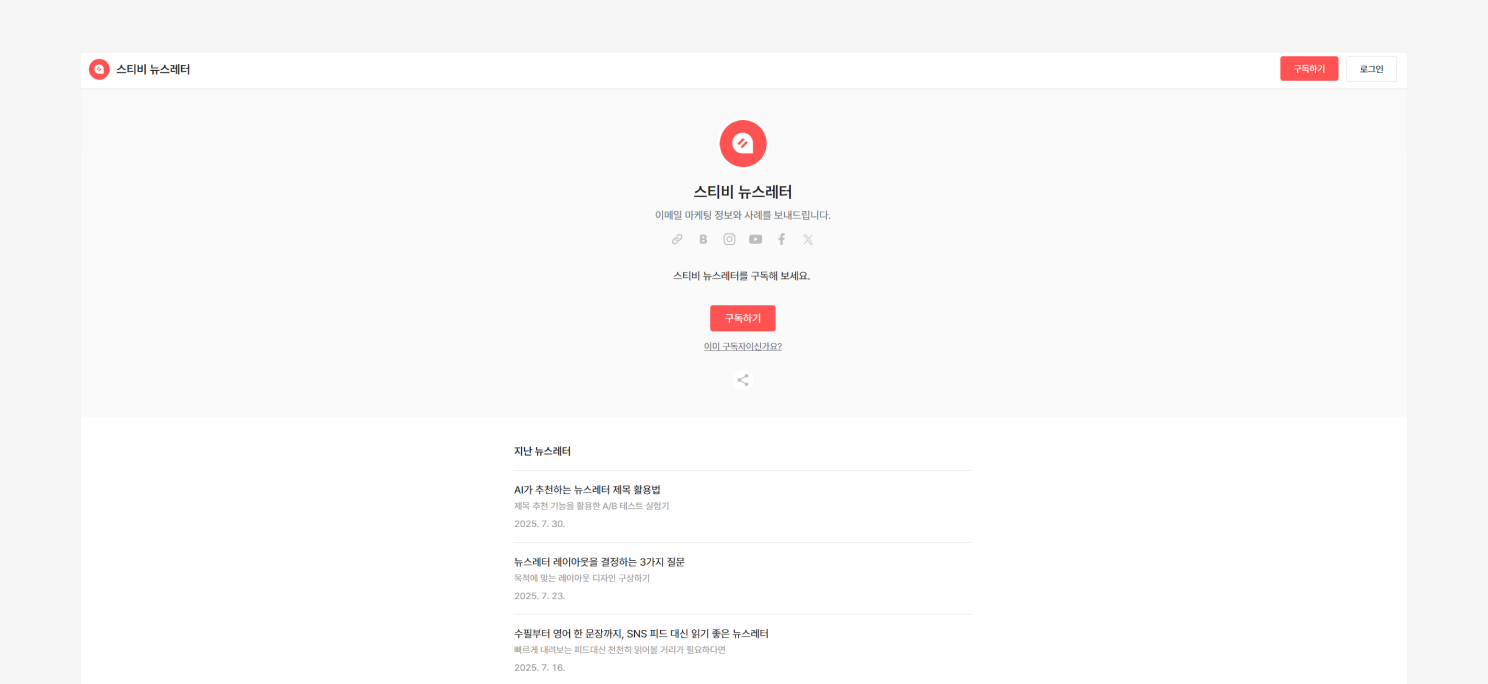 스티비 뉴스레터
구독하기
로그인
스티비 뉴스레터
이메일 마케팅 정보와 사례를 보내드립니다.
스티비 뉴스레터를 구독해 보세요.
구독하기
이미 구독자이신가요?
지난 뉴스레터
AI가 추천하는 뉴스레터 제목 활용법
제목 추천 기능을 활용한 A/B 테스트 실험기
2025. 7. 30.
뉴스레터 레이아웃을 결정하는 3가지 질문
목적에 맞는 레이아웃 디자인 구상하기
2025. 7. 23.
수필부터 영어 한 문장까지, SNS 피드 대신 읽기 좋은 뉴스레터
빠르게 내려보는 피드대신 천천히 읽어볼 거리가 필요하다면
2025. 7. 16.